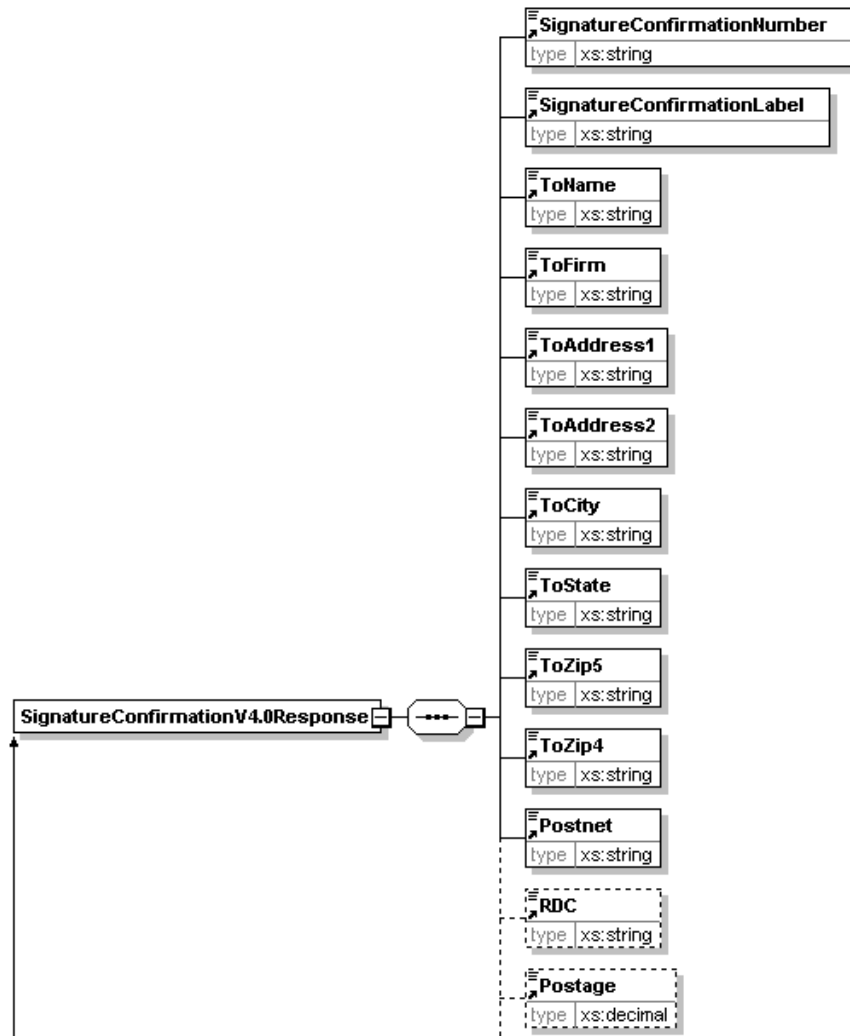 SignatureConfirmationNumber
type xs:string
SignatureConfirmationLabel
type xs:string
ToName
type xs:string
ToFirm
type xs:string
ToAddress1
type xs:string
ToAddress2
type xs:string
ToCity
type xs:string
ToState
type xs:string
ToZip5
type xs:string
SignatureConfirmationV4.0Response
ToZip4
type xs:string
Postnet
type xs:string
RDC
type xs:string
Postage
type xs:decimal